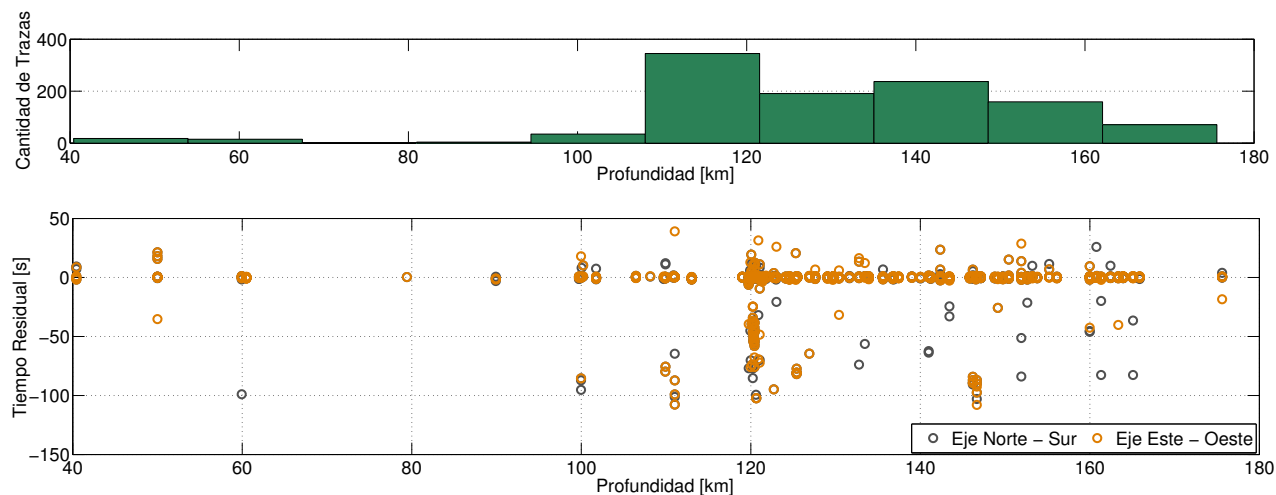 Cantidad de Trazas
400
200
0
40 60 80 100 120 140 160 180
Profundidad [km]
Tiempo Residual [s]
50
0
−50
−100
−150
Eje Norte − Sur Eje Este − Oeste
40 60 80 100 120 140 160 180
Profundidad [km]